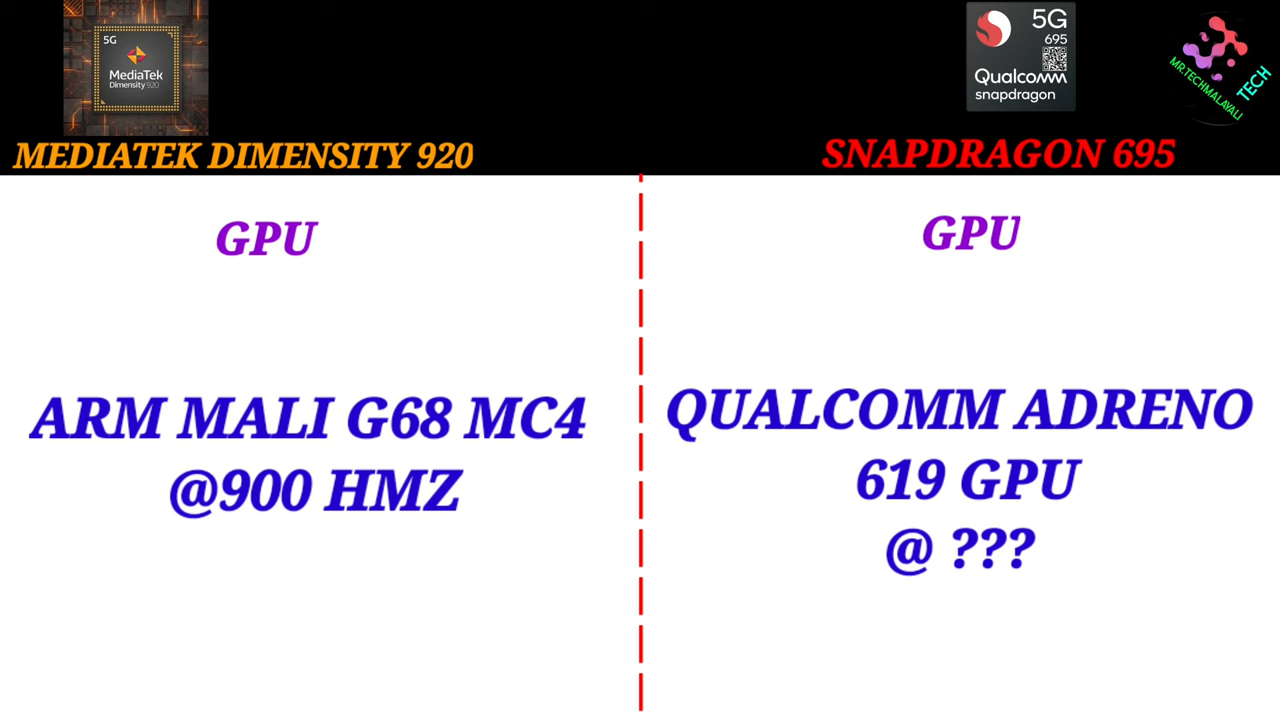 5G
MediaTek
Dimensity 920
5G
695
Qualcomm
snapdragon
MR.TECHMALAYALI
TECH
MEDIATEK DIMENSITY 920
SNAPDRAGON 695
GPU
GPU
ARM MALI G68 MC4
@900 HMZ
QUALCOMM ADRENO
619 GPU
@ ???